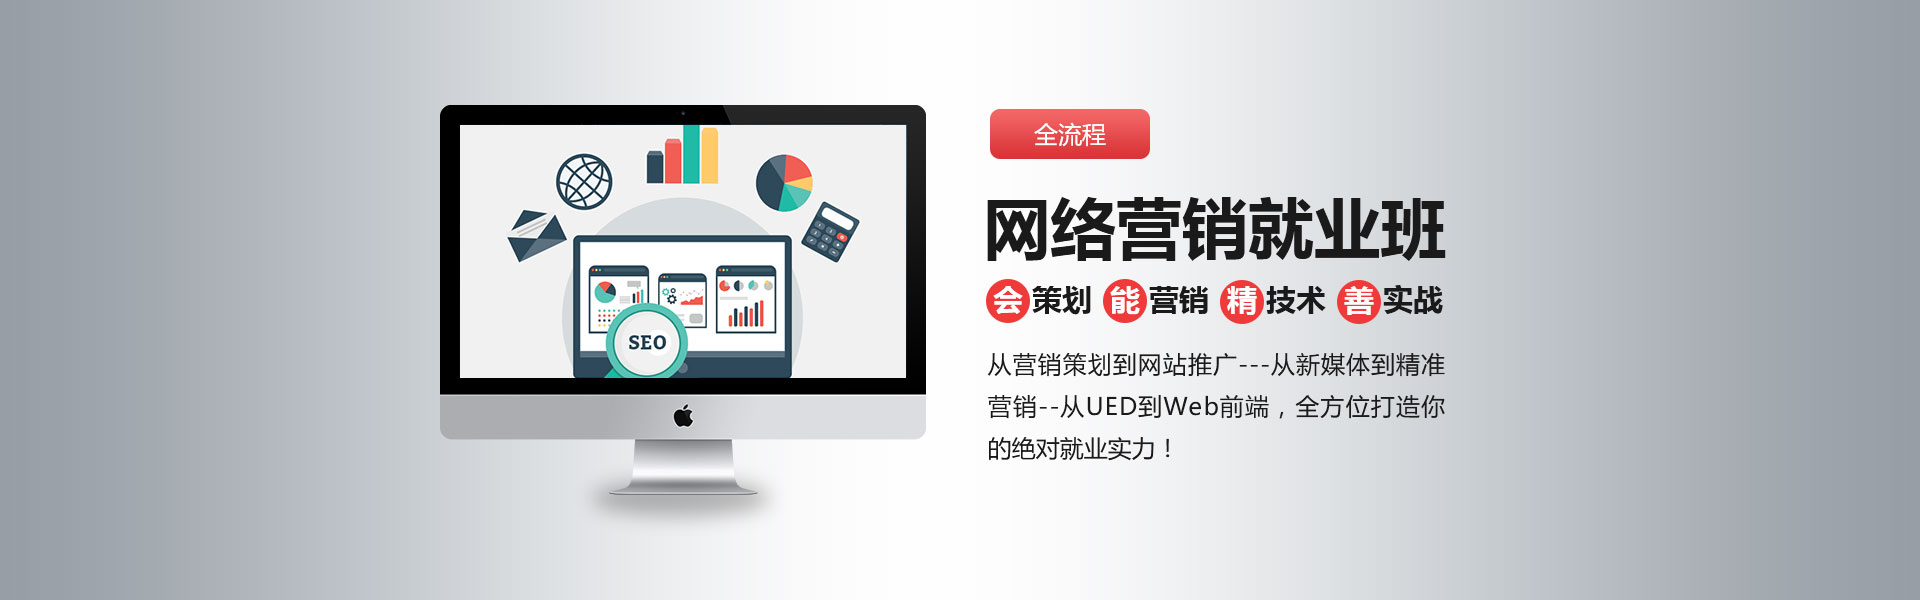 全流程
网络营销就业班
会策划 能营销 精技术 善实战
从营销策划到网站推广---从新媒体到精准
营销--从UED到Web前端，全方位打造你
的绝对就业实力！
SEO